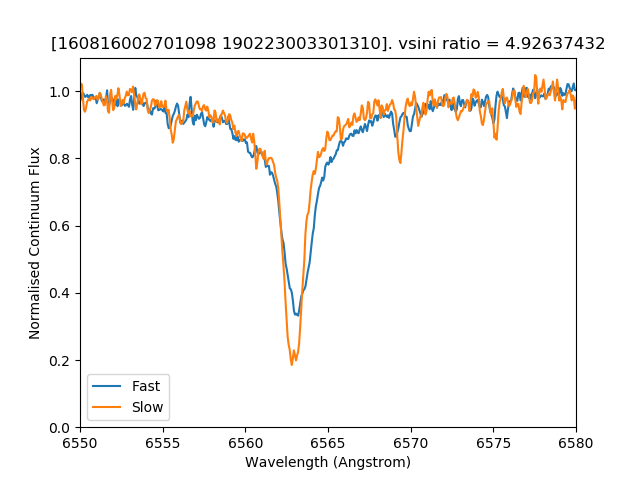 [160816002701098 190223003301310]. vsini ratio = 4.92637432
Normalised Continuum Flux
1.0
0.8
0.6
0.4
0.2
0.0
Fast
Slow
6550 6555 6560 6565 6570 6575 6580
Wavelength (Angstrom)